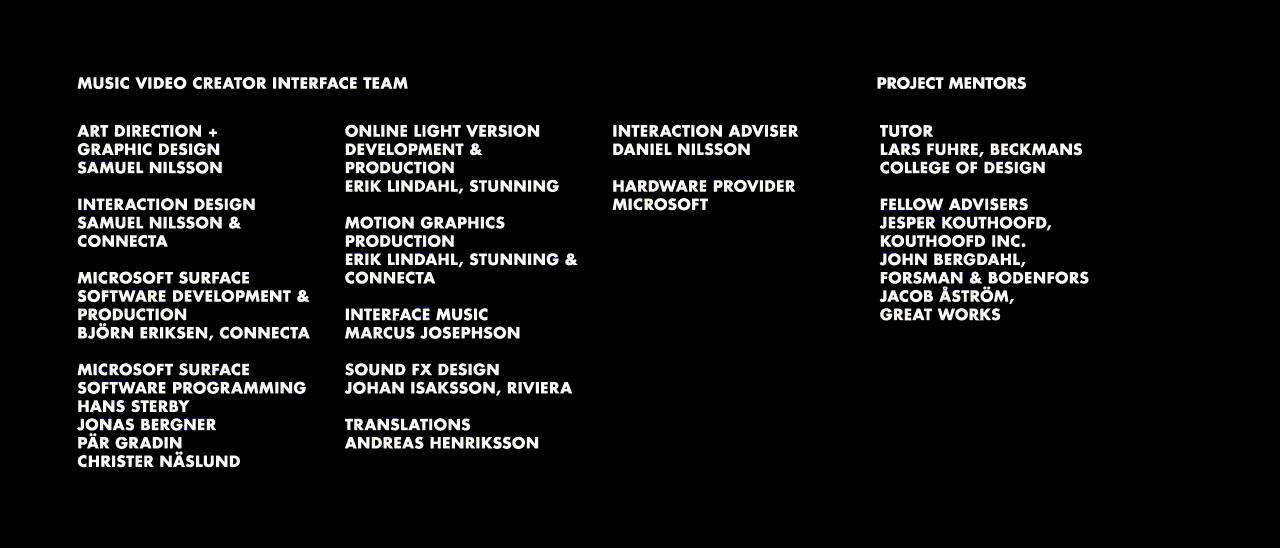 MUSIC VIDEO CREATOR INTERFACE TEAM
ART DIRECTION +
GRAPHIC DESIGN
SAMUEL NILSSON
INTERACTION DESIGN
SAMUEL NILSSON &
CONNECTA
MICROSOFT SURFACE
SOFTWARE DEVELOPMENT &
PRODUCTION
BJÖRN ERIKSEN, CONNECTA
MICROSOFT SURFACE
SOFTWARE PROGRAMMING
HANS STERBY
JONAS BERGNER
PÄR GRADIN
CHRISTER NÄSLUND
ONLINE LIGHT VERSION
DEVELOPMENT &
PRODUCTION
ERIK LINDAHL, STUNNING
MOTION GRAPHICS
PRODUCTION
ERIK LINDAHL, STUNNING &
CONNECTA
INTERFACE MUSIC
MARCUS JOSEPHSON
SOUND FX DESIGN
JOHAN ISAKSSON, RIVIERA
TRANSLATIONS
ANDREAS HENRIKSSON
INTERACTION ADVISER
DANIEL NILSSON
HARDWARE PROVIDER
MICROSOFT
PROJECT MENTORS
TUTOR
LARS FUHRE, BECKMANS
COLLEGE OF DESIGN
FELLOW ADVISERS
JESPER KOUTHOOFD,
KOUTHOOFD INC.
JOHN BERGDAHL,
FORSMAN & BODENFORS
JACOB ÅSTRÖM,
GREAT WORKS